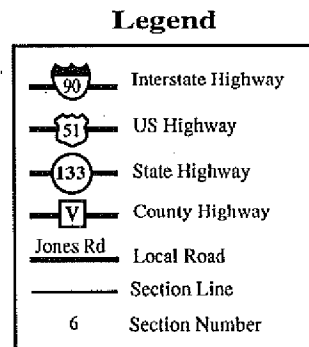 Legend
90 Interstate Highway
51 US Highway
133 State Highway
V County Highway
Jones Rd Local Road
Section Line
6 Section Number